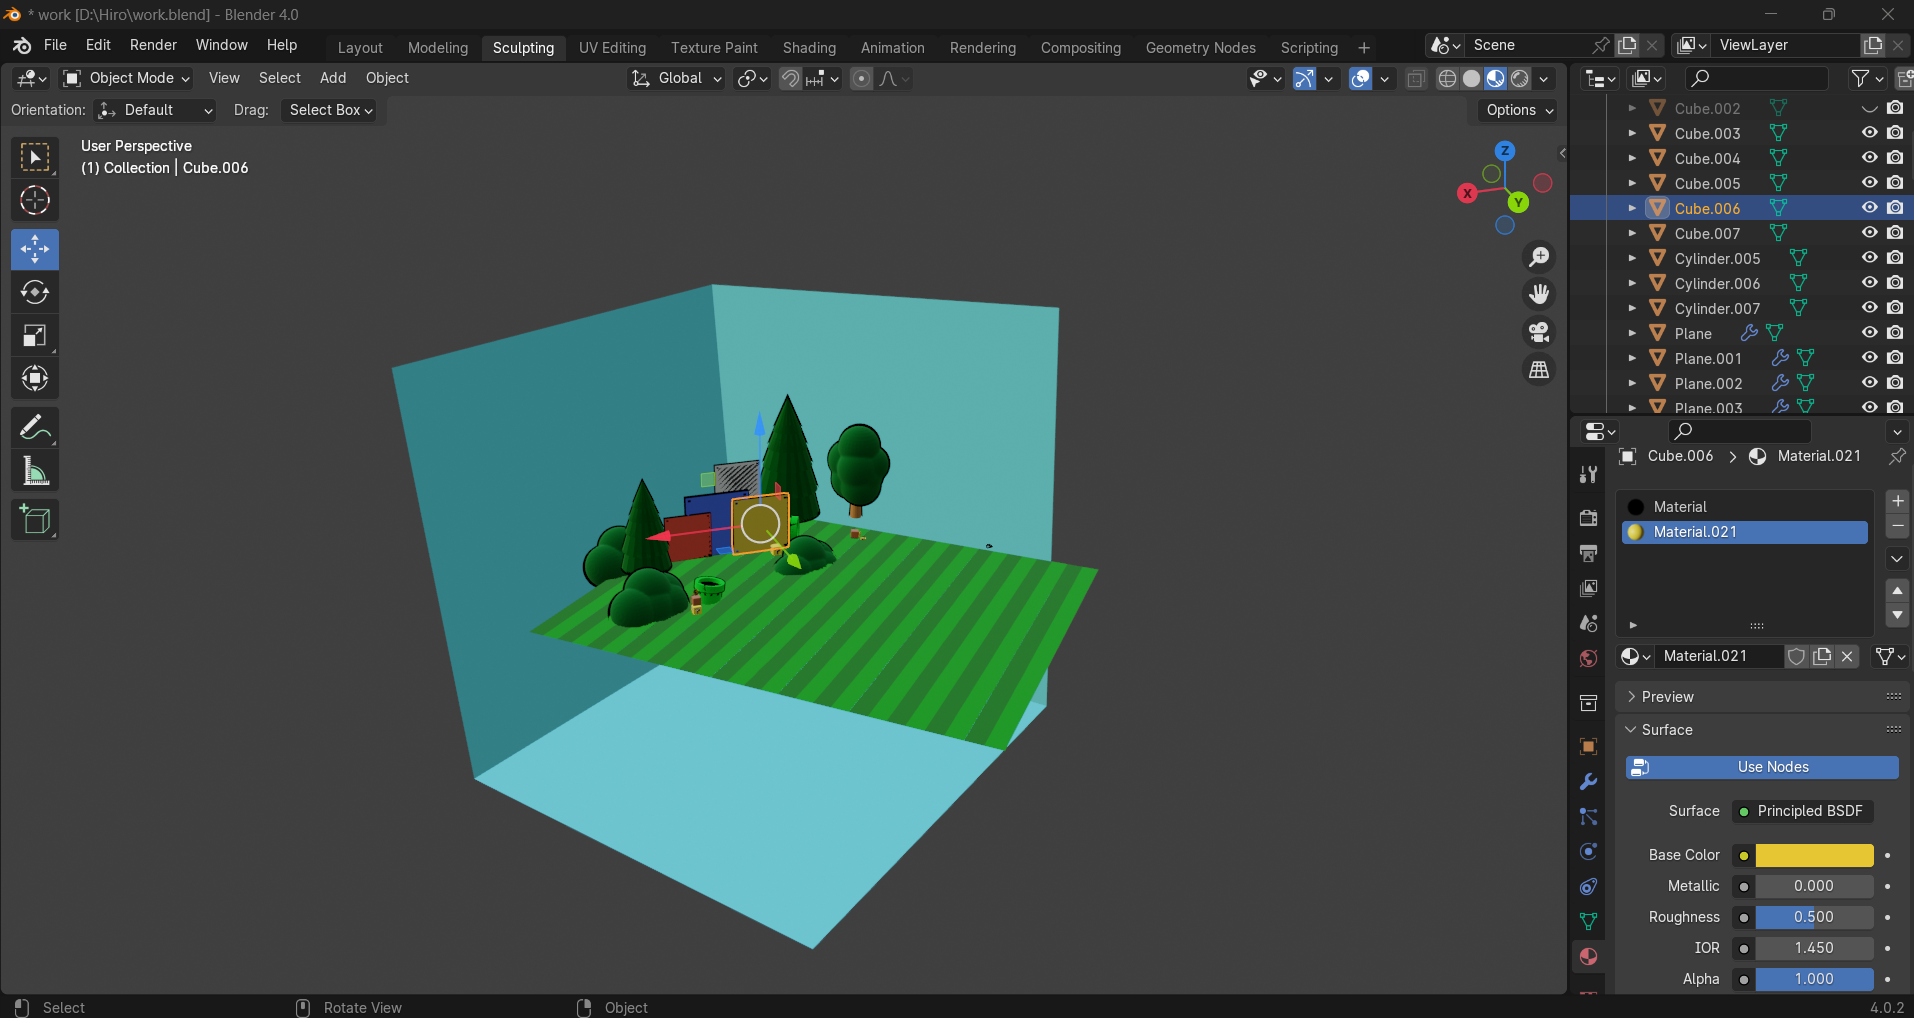 * work [D:\Hiro\work.blend] - Blender 4.0
File Edit Render Window Help Layout Modeling Sculpting UV Editing Texture Paint Shading Animation Rendering Compositing Geometry Nodes Scripting + Scene ViewLayer
Object Mode View Select Add Object Global
Orientation: Default Drag: Select Box Options
User Perspective
(1) Collection | Cube.006
Z
X
Y
Cube.002
Cube.003
Cube.004
Cube.005
Cube.006
Cube.007
Cylinder.005
Cylinder.006
Cylinder.007
Plane
Plane.001
Plane.002
Plane.003
Cube.006 > Material.021
Material
Material.021
Material.021
Preview
Surface
Use Nodes
Surface Principled BSDF
Base Color
Metallic 0.000
Roughness 0.500
IOR 1.450
Alpha 1.000
Select Rotate View Object 4.0.2